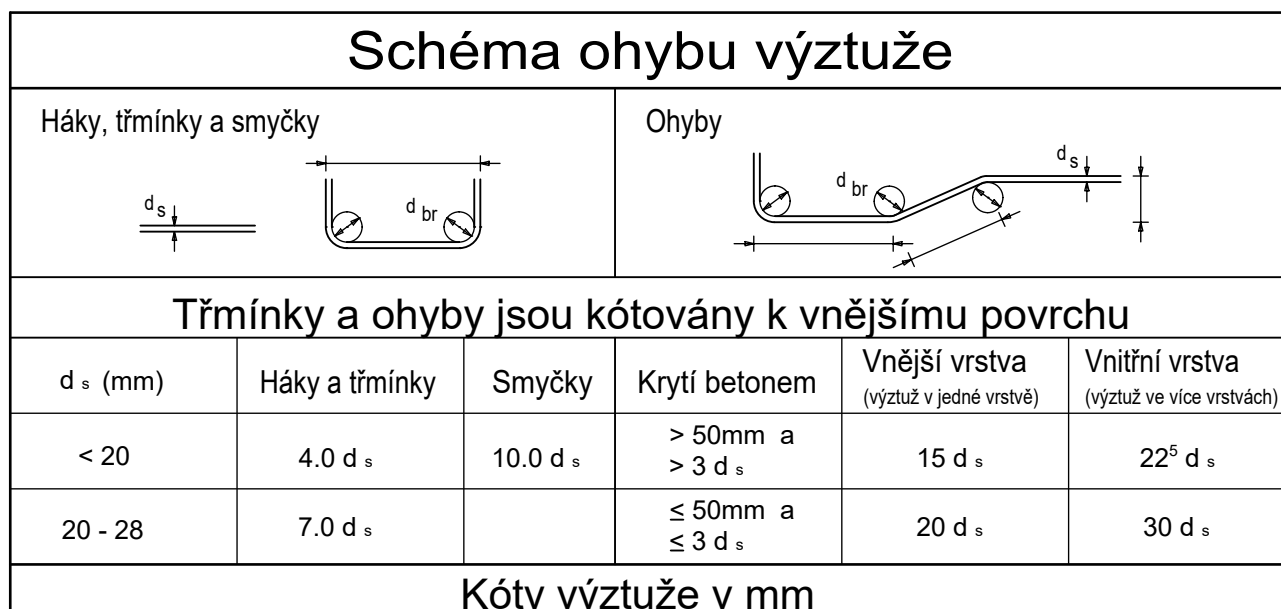 Schéma ohybu výztuže
Háky, třmínky a smyčky
d s
d br
Ohyby
d s
d br
Třmínky a ohyby jsou kótovány k vnějšímu povrchu
d s (mm) Háky a třmínky Smyčky Krytí betonem Vnější vrstva (výztuž v jedné vrstvě) Vnitřní vrstva (výztuž ve více vrstvách)
< 20 4.0 d s 10.0 d s > 50mm a > 3 d s 15 d s 22⁵ d s
20 - 28 7.0 d s ≤ 50mm a ≤ 3 d s 20 d s 30 d s
Kóty výztuže v mm